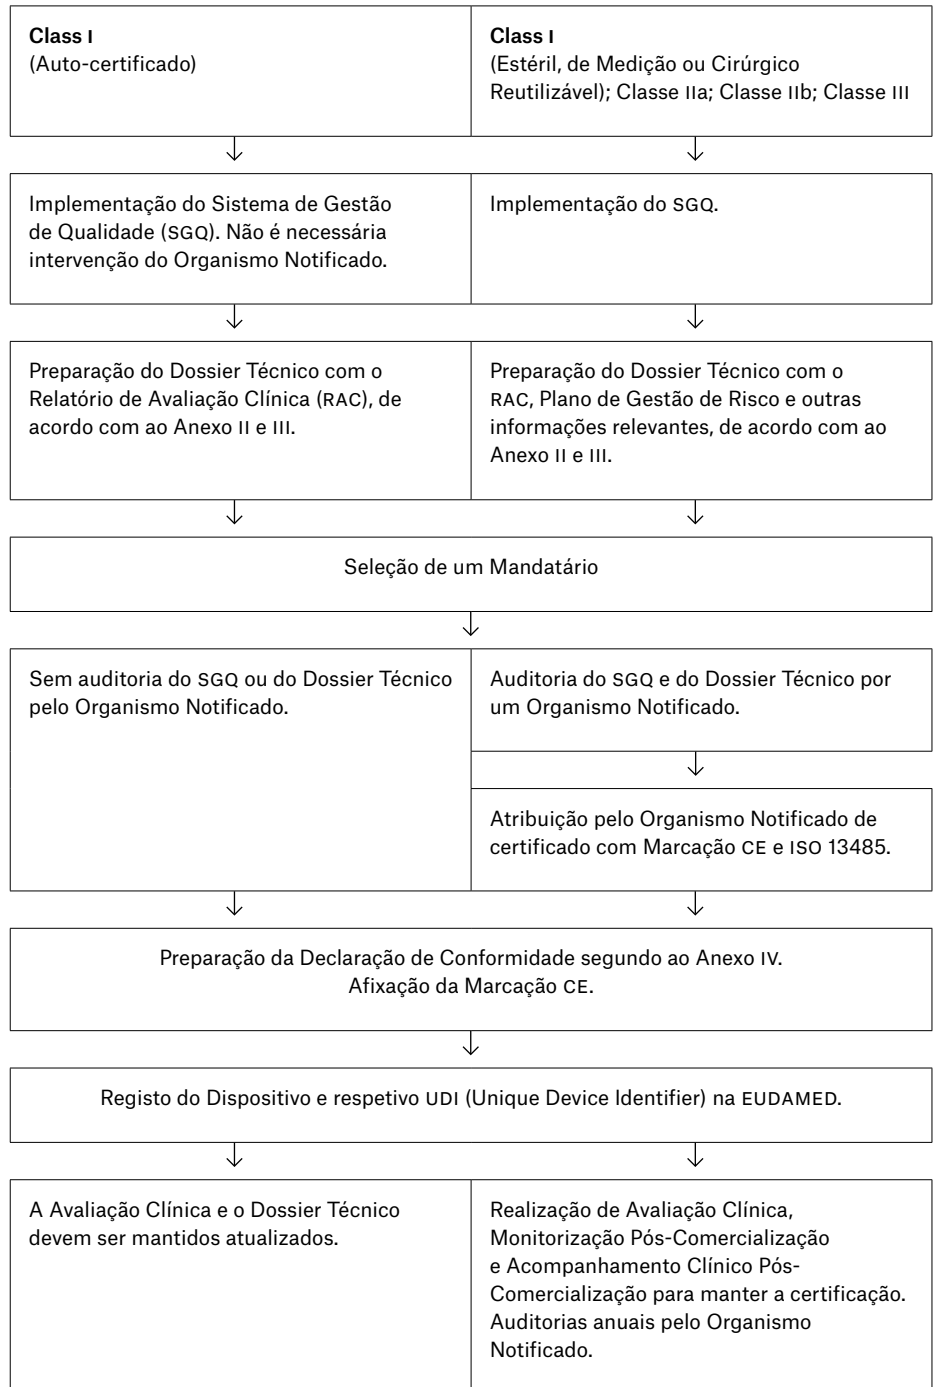 Class I
(Auto-certificado)
Class I
(Estéril, de Medição ou Cirúrgico
Reutilizável); Classe IIa; Classe IIb; Classe III
Implementação do Sistema de Gestão
de Qualidade (SGQ). Não é necessária
intervenção do Organismo Notificado.
Implementação do SGQ.
Preparação do Dossier Técnico com o
Relatório de Avaliação Clínica (RAC), de
acordo com ao Anexo II e III.
Preparação do Dossier Técnico com o
RAC, Plano de Gestão de Risco e outras
informações relevantes, de acordo com ao
Anexo II e III.
Seleção de um Mandatário
Sem auditoria do SGQ ou do Dossier Técnico
pelo Organismo Notificado.
Auditoria do SGQ e do Dossier Técnico por
um Organismo Notificado.
Atribuição pelo Organismo Notificado de
certificado com Marcação CE e ISO 13485.
Preparação da Declaração de Conformidade segundo ao Anexo IV.
Afixação da Marcação CE.
Registo do Dispositivo e respetivo UDI (Unique Device Identifier) na EUDAMED.
A Avaliação Clínica e o Dossier Técnico
devem ser mantidos atualizados.
Realização de Avaliação Clínica,
Monitorização Pós-Comercialização
e Acompanhamento Clínico Pós-
Comercialização para manter a certificação.
Auditorias anuais pelo Organismo
Notificado.